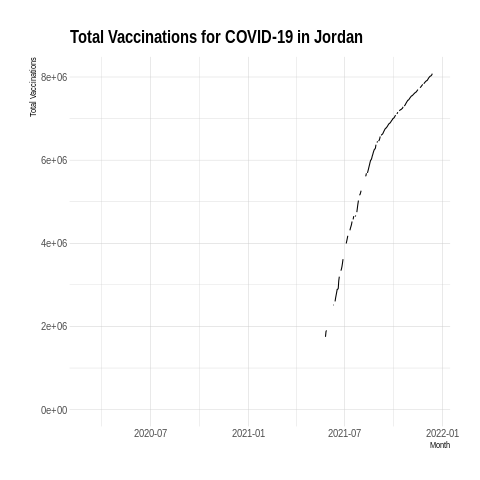 Total Vaccinations for COVID-19 in Jordan
Total Vaccinations
8e+06
6e+06
4e+06
2e+06
0e+00
2020-07
2021-01
2021-07
2022-01
Month